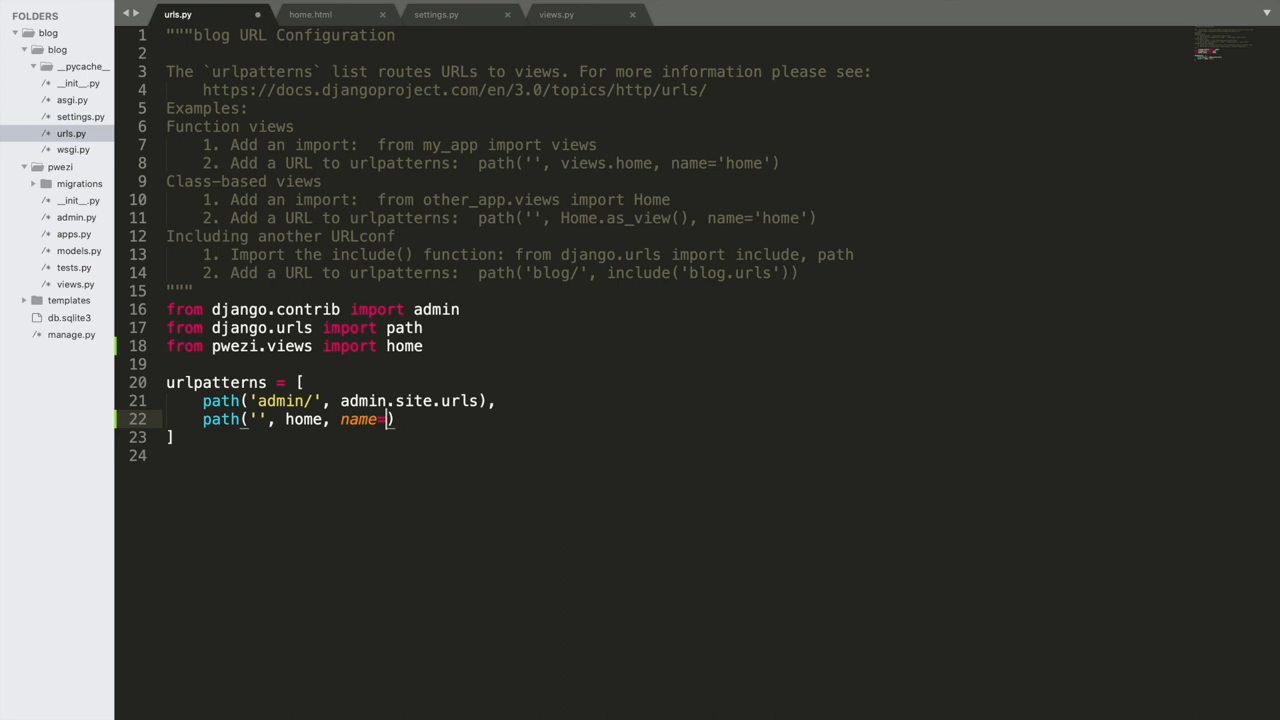 FOLDERS
blog
blog
__pycache__
/* __init__.py
/* asgi.py
/* settings.py
/* urls.py
/* wsgi.py
pwezi
migrations
/* __init__.py
/* admin.py
/* apps.py
/* models.py
/* tests.py
/* views.py
templates
db.sqlite3
/* manage.py
urls.py
home.html
settings.py
views.py
1 """blog URL Configuration
2
3 The `urlpatterns` list routes URLs to views. For more information please see:
4     https://docs.djangoproject.com/en/3.0/topics/http/urls/
5 Examples:
6 Function views
7     1. Add an import:  from my_app import views
8     2. Add a URL to urlpatterns:  path('', views.home, name='home')
9 Class-based views
10     1. Add an import:  from other_app.views import Home
11     2. Add a URL to urlpatterns:  path('', Home.as_view(), name='home')
12 Including another URLconf
13     1. Import the include() function: from django.urls import include, path
14     2. Add a URL to urlpatterns:  path('blog/', include('blog.urls'))
15 """
16 from django.contrib import admin
17 from django.urls import path
18 from pwezi.views import home
19
20 urlpatterns = [
21     path('admin/', admin.site.urls),
22     path('', home, name=)
23 ]
24